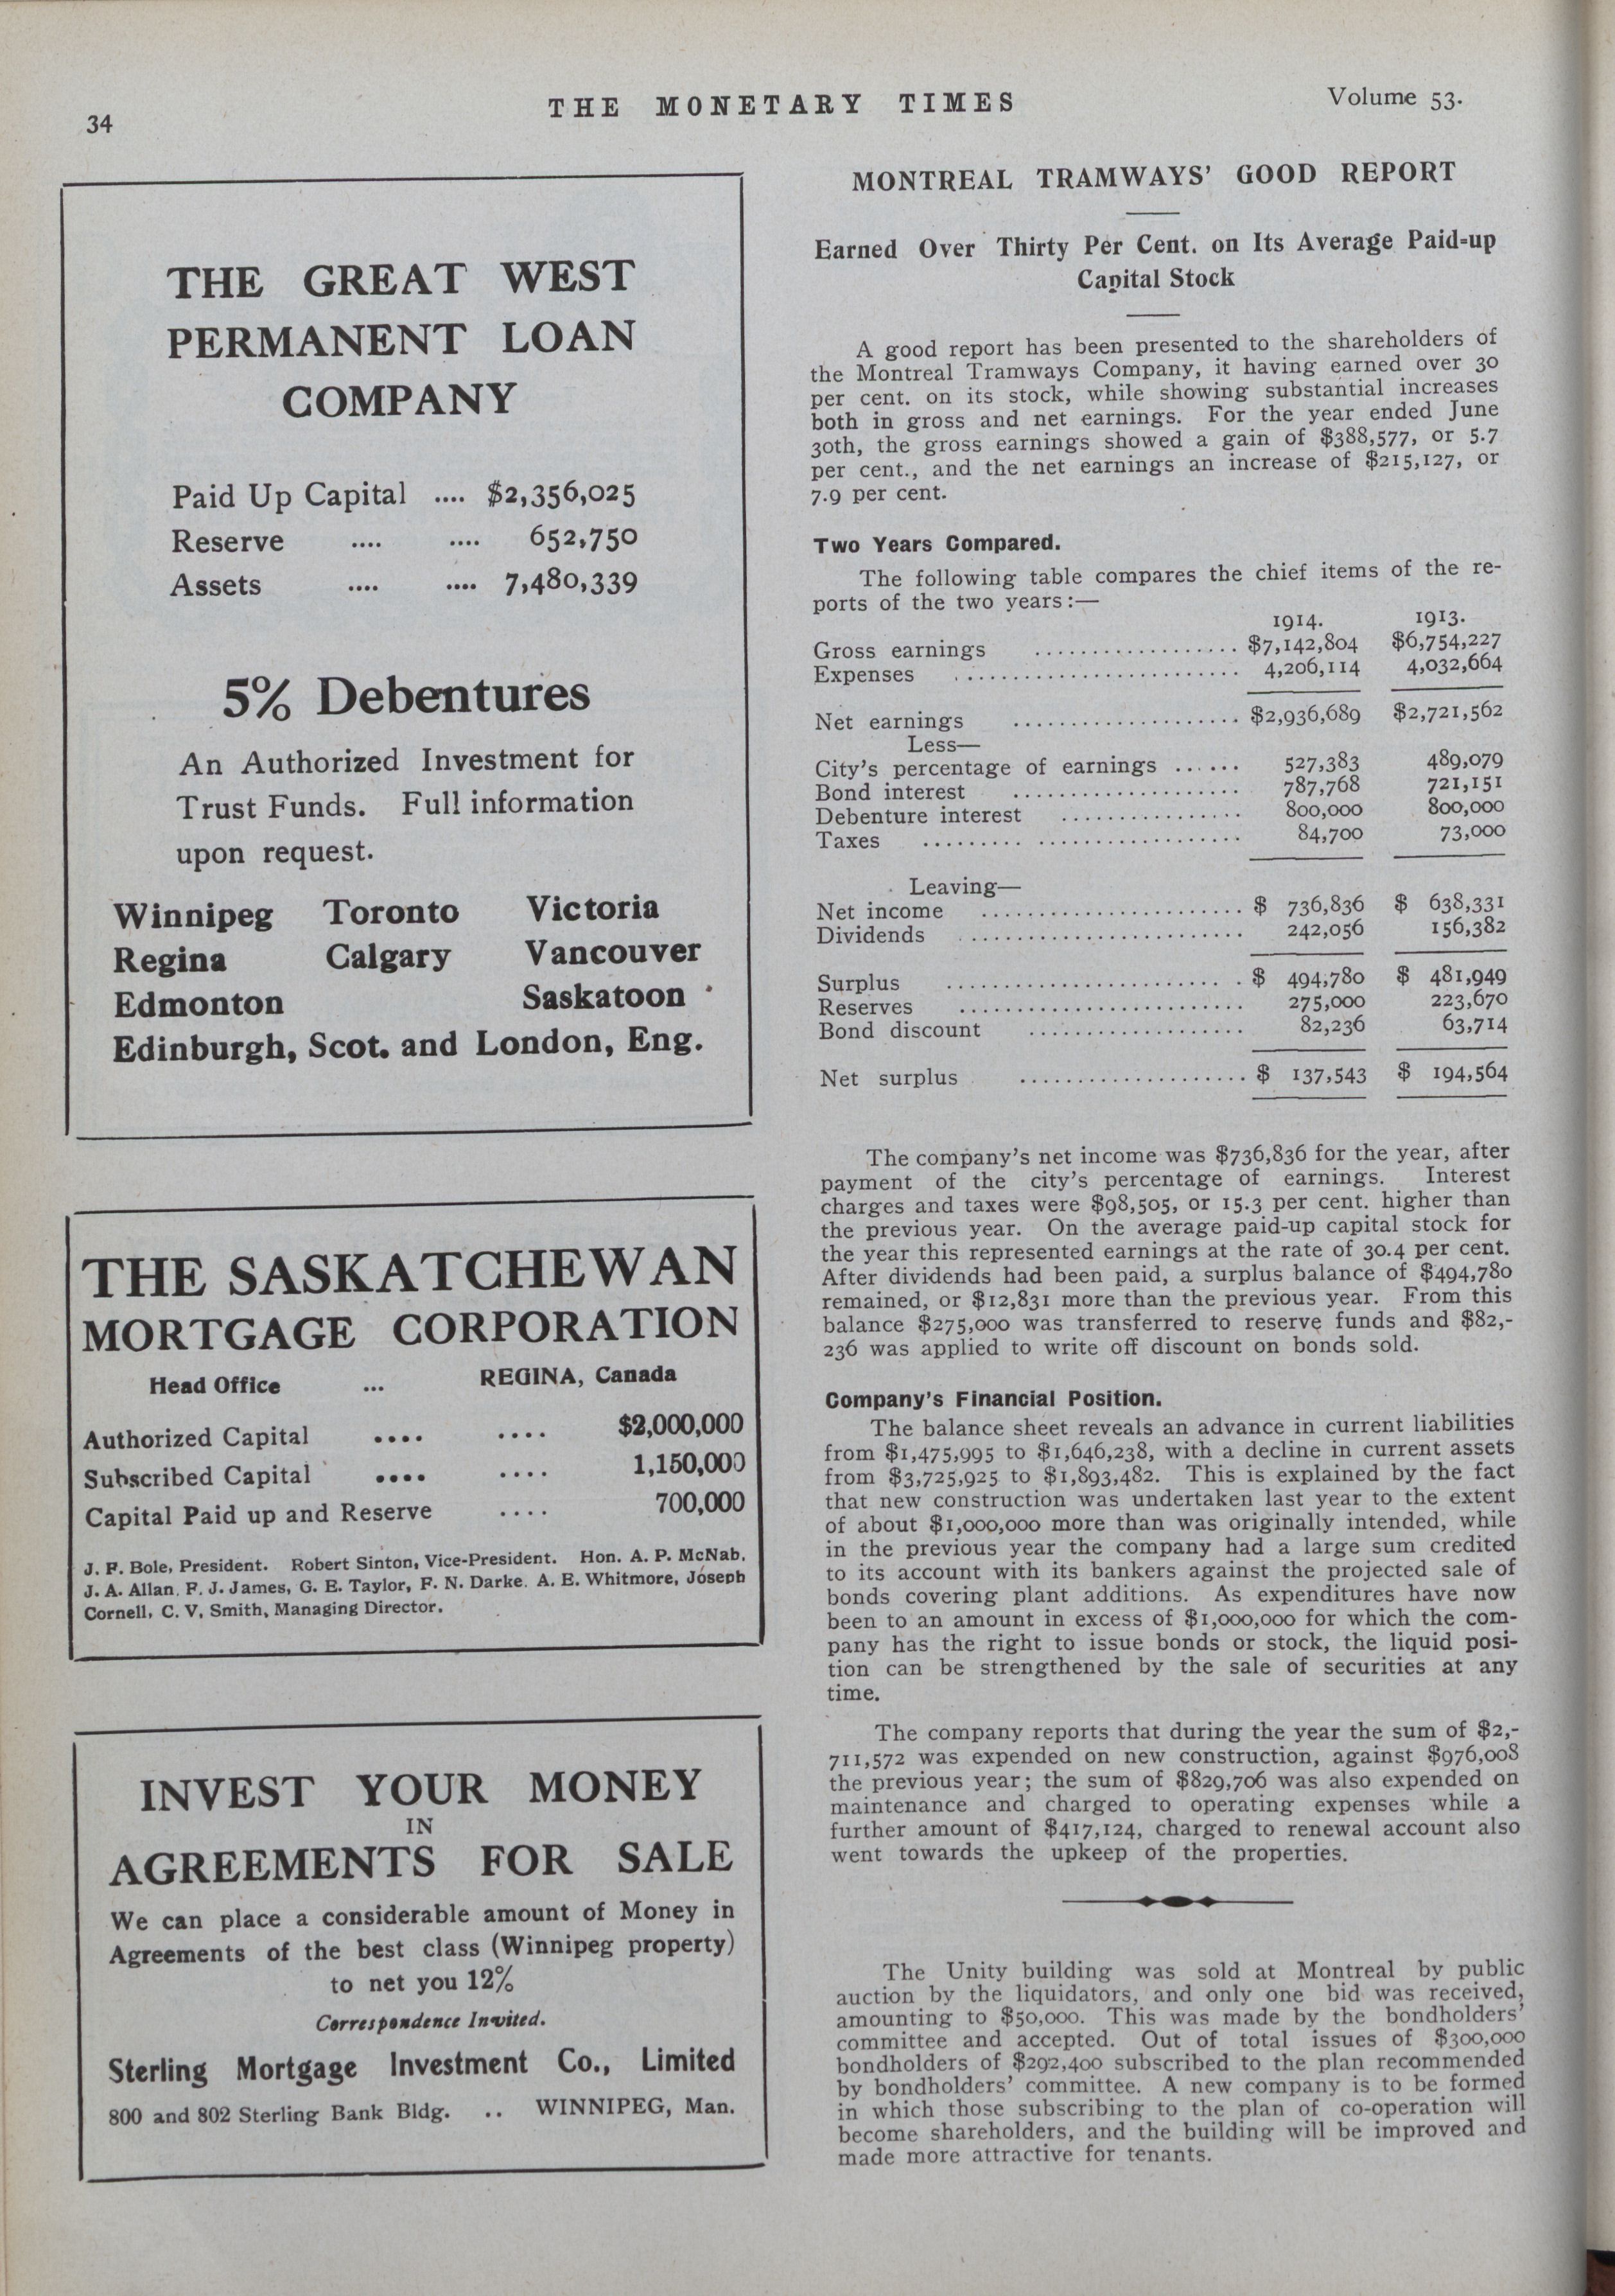 34
THE MONETARY TIMES
Volume 53.
THE GREAT WEST
PERMANENT LOAN
COMPANY
Paid Up Capital .... $2,356,025
Reserve .... .... 652,750
Assets .... .... 7,480,339
5% Debentures
An Authorized Investment for
Trust Funds. Full information
upon request.
Winnipeg Toronto Victoria
Regina Calgary Vancouver
Edmonton Saskatoon
Edinburgh, Scot. and London, Eng.
THE SASKATCHEWAN
MORTGAGE CORPORATION
Head Office ... REGINA, Canada
Authorized Capital .... .... $2,000,000
Subscribed Capital .... .... 1,150,000
Capital Paid up and Reserve .... 700,000
J. F. Bole, President. Robert Sinton, Vice-President. Hon. A. P. McNab,
J. A. Allan, F. J. James, G. E. Taylor, F. N. Darke, A. E. Whitmore, Joseph
Cornell, C. V. Smith, Managing Director.
INVEST YOUR MONEY
IN
AGREEMENTS FOR SALE
We can place a considerable amount of Money in
Agreements of the best class (Winnipeg property)
to net you 12%
Correspondence Invited.
Sterling Mortgage Investment Co., Limited
800 and 802 Sterling Bank Bldg. .. WINNIPEG, Man.
MONTREAL TRAMWAYS' GOOD REPORT
Earned Over Thirty Per Cent. on Its Average Paid-up
Capital Stock
A good report has been presented to the shareholders of
the Montreal Tramways Company, it having earned over 30
per cent. on its stock, while showing substantial increases
both in gross and net earnings. For the year ended June
30th, the gross earnings showed a gain of $388,577, or 5.7
per cent., and the net earnings an increase of $215,127, or
7.9 per cent.
Two Years Compared.
The following table compares the chief items of the re-
ports of the two years:—
1914. 1913.
Gross earnings .................. $7,142,804 $6,754,227
Expenses ......................... 4,206,114 4,032,664
Net earnings .................... $2,936,689 $2,721,562
Less—
City's percentage of earnings ...... 527,383 489,079
Bond interest .................... 787,768 721,151
Debenture interest ................ 800,000 800,000
Taxes ........................... 84,700 73,000
Leaving—
Net income ....................... $ 736,836 $ 638,331
Dividends ......................... 242,056 156,382
Surplus .......................... $ 494,780 $ 481,949
Reserves ......................... 275,000 223,670
Bond discount ................... 82,236 63,714
Net surplus .................... $ 137,543 $ 194,564
The company's net income was $736,836 for the year, after
payment of the city's percentage of earnings. Interest
charges and taxes were $98,505, or 15.3 per cent. higher than
the previous year. On the average paid-up capital stock for
the year this represented earnings at the rate of 30.4 per cent.
After dividends had been paid, a surplus balance of $494,780
remained, or $12,831 more than the previous year. From this
balance $275,000 was transferred to reserve funds and $82,-
236 was applied to write off discount on bonds sold.
Company's Financial Position.
The balance sheet reveals an advance in current liabilities
from $1,475,995 to $1,646,238, with a decline in current assets
from $3,725,925 to $1,893,482. This is explained by the fact
that new construction was undertaken last year to the extent
of about $1,000,000 more than was originally intended, while
in the previous year the company had a large sum credited
to its account with its bankers against the projected sale of
bonds covering plant additions. As expenditures have now
been to an amount in excess of $1,000,000 for which the com-
pany has the right to issue bonds or stock, the liquid posi-
tion can be strengthened by the sale of securities at any
time.
The company reports that during the year the sum of $2,-
711,572 was expended on new construction, against $976,008
the previous year; the sum of $829,706 was also expended on
maintenance and charged to operating expenses while a
further amount of $417,124, charged to renewal account also
went towards the upkeep of the properties.
The Unity building was sold at Montreal by public
auction by the liquidators, and only one bid was received,
amounting to $50,000. This was made by the bondholders'
committee and accepted. Out of total issues of $300,000
bondholders of $292,400 subscribed to the plan recommended
by bondholders' committee. A new company is to be formed
in which those subscribing to the plan of co-operation will
become shareholders, and the building will be improved and
made more attractive for tenants.